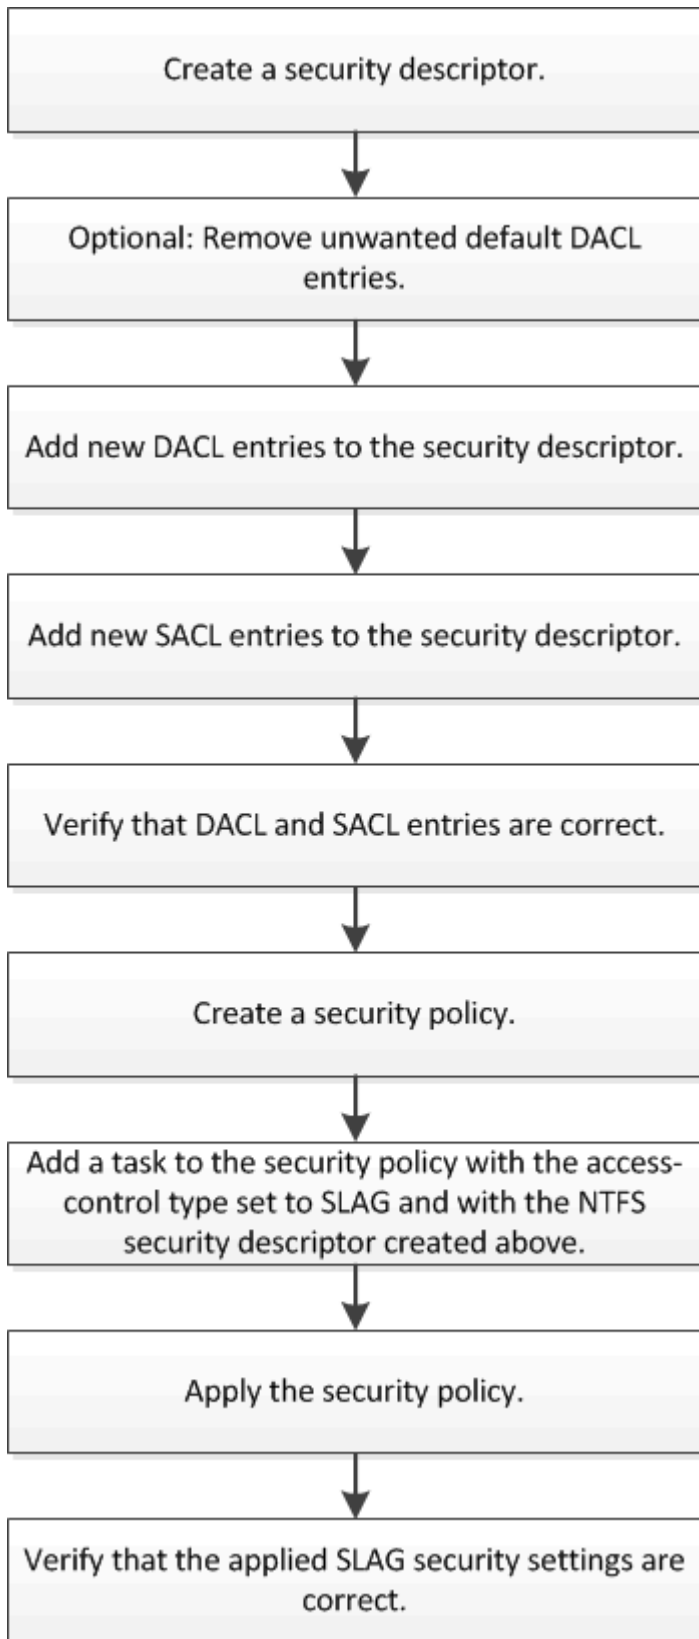 Create a security descriptor.
Optional: Remove unwanted default DACL
entries.
Add new DACL entries to the security descriptor.
Add new SACL entries to the security descriptor.
Verify that DACL and SACL entries are correct.
Create a security policy.
Add a task to the security policy with the access-
control type set to SLAG and with the NTFS
security descriptor created above.
Apply the security policy.
Verify that the applied SLAG security settings are
correct.